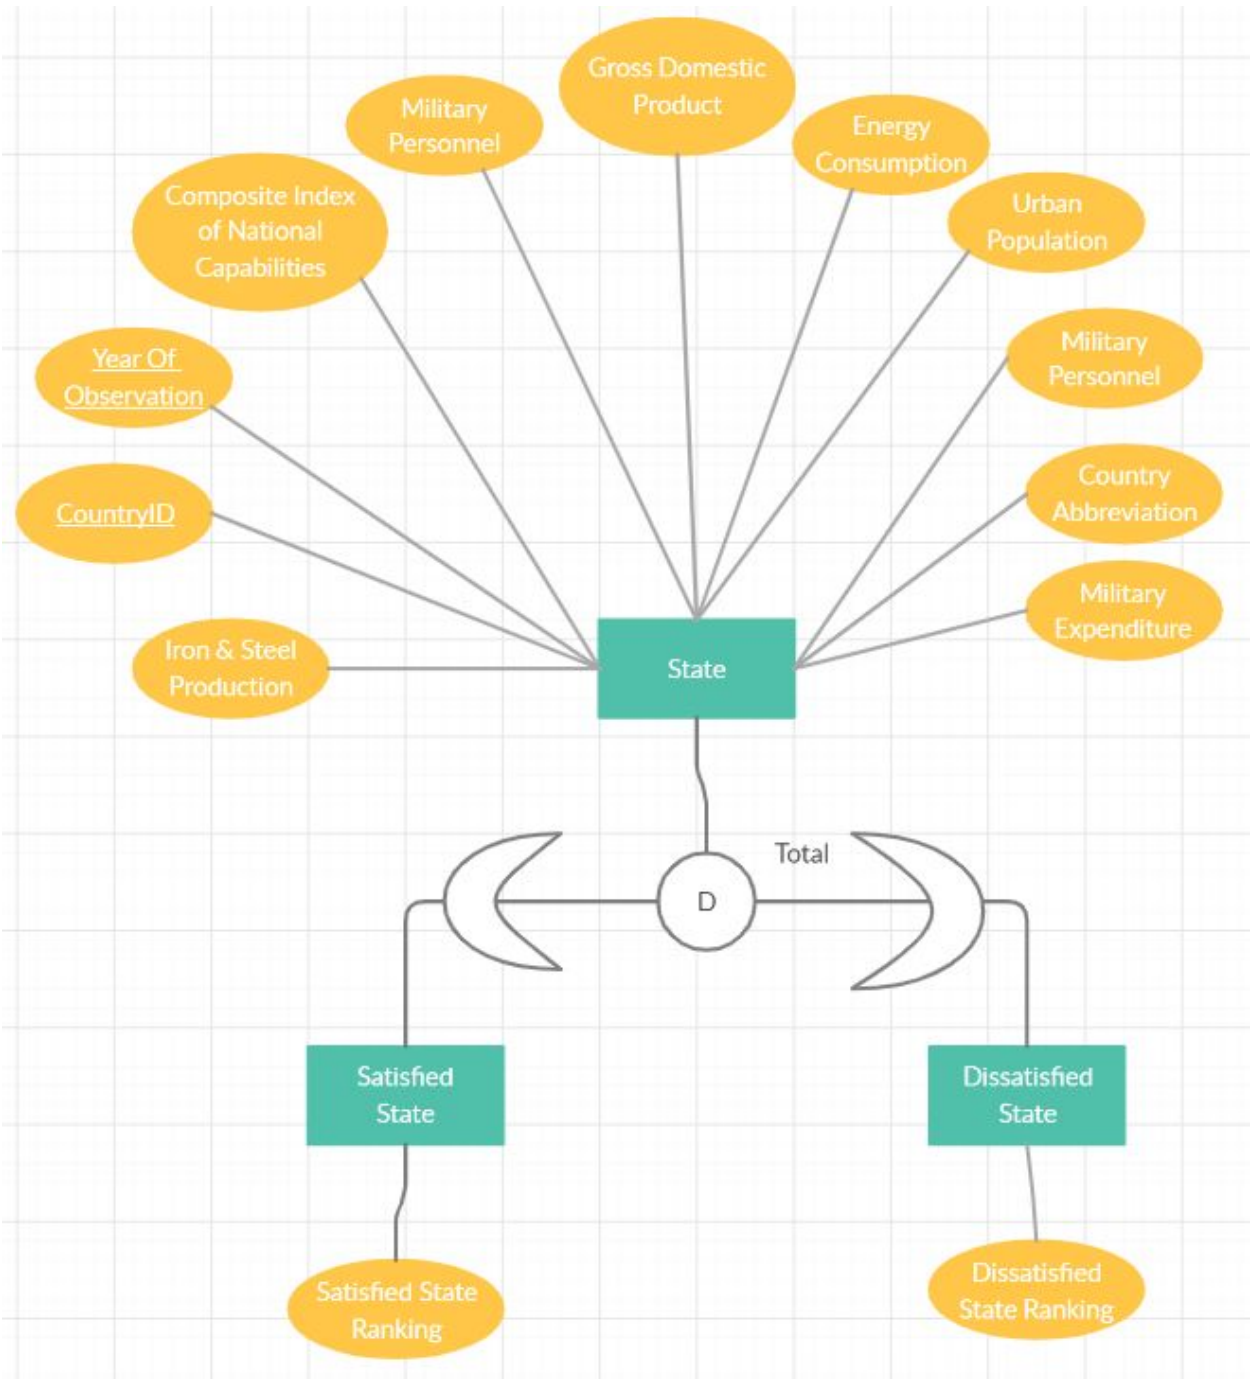 Gross Domestic
Product
Military
Personnel
Energy
Consumption
Composite Index
of National
Capabilities
Urban
Population
Year Of
Observation
Military
Personnel
CountryID
Country
Abbreviation
Military
Expenditure
Iron & Steel
Production
State
Total
D
Satisfied
State
Dissatisfied
State
Satisfied State
Ranking
Dissatisfied
State Ranking